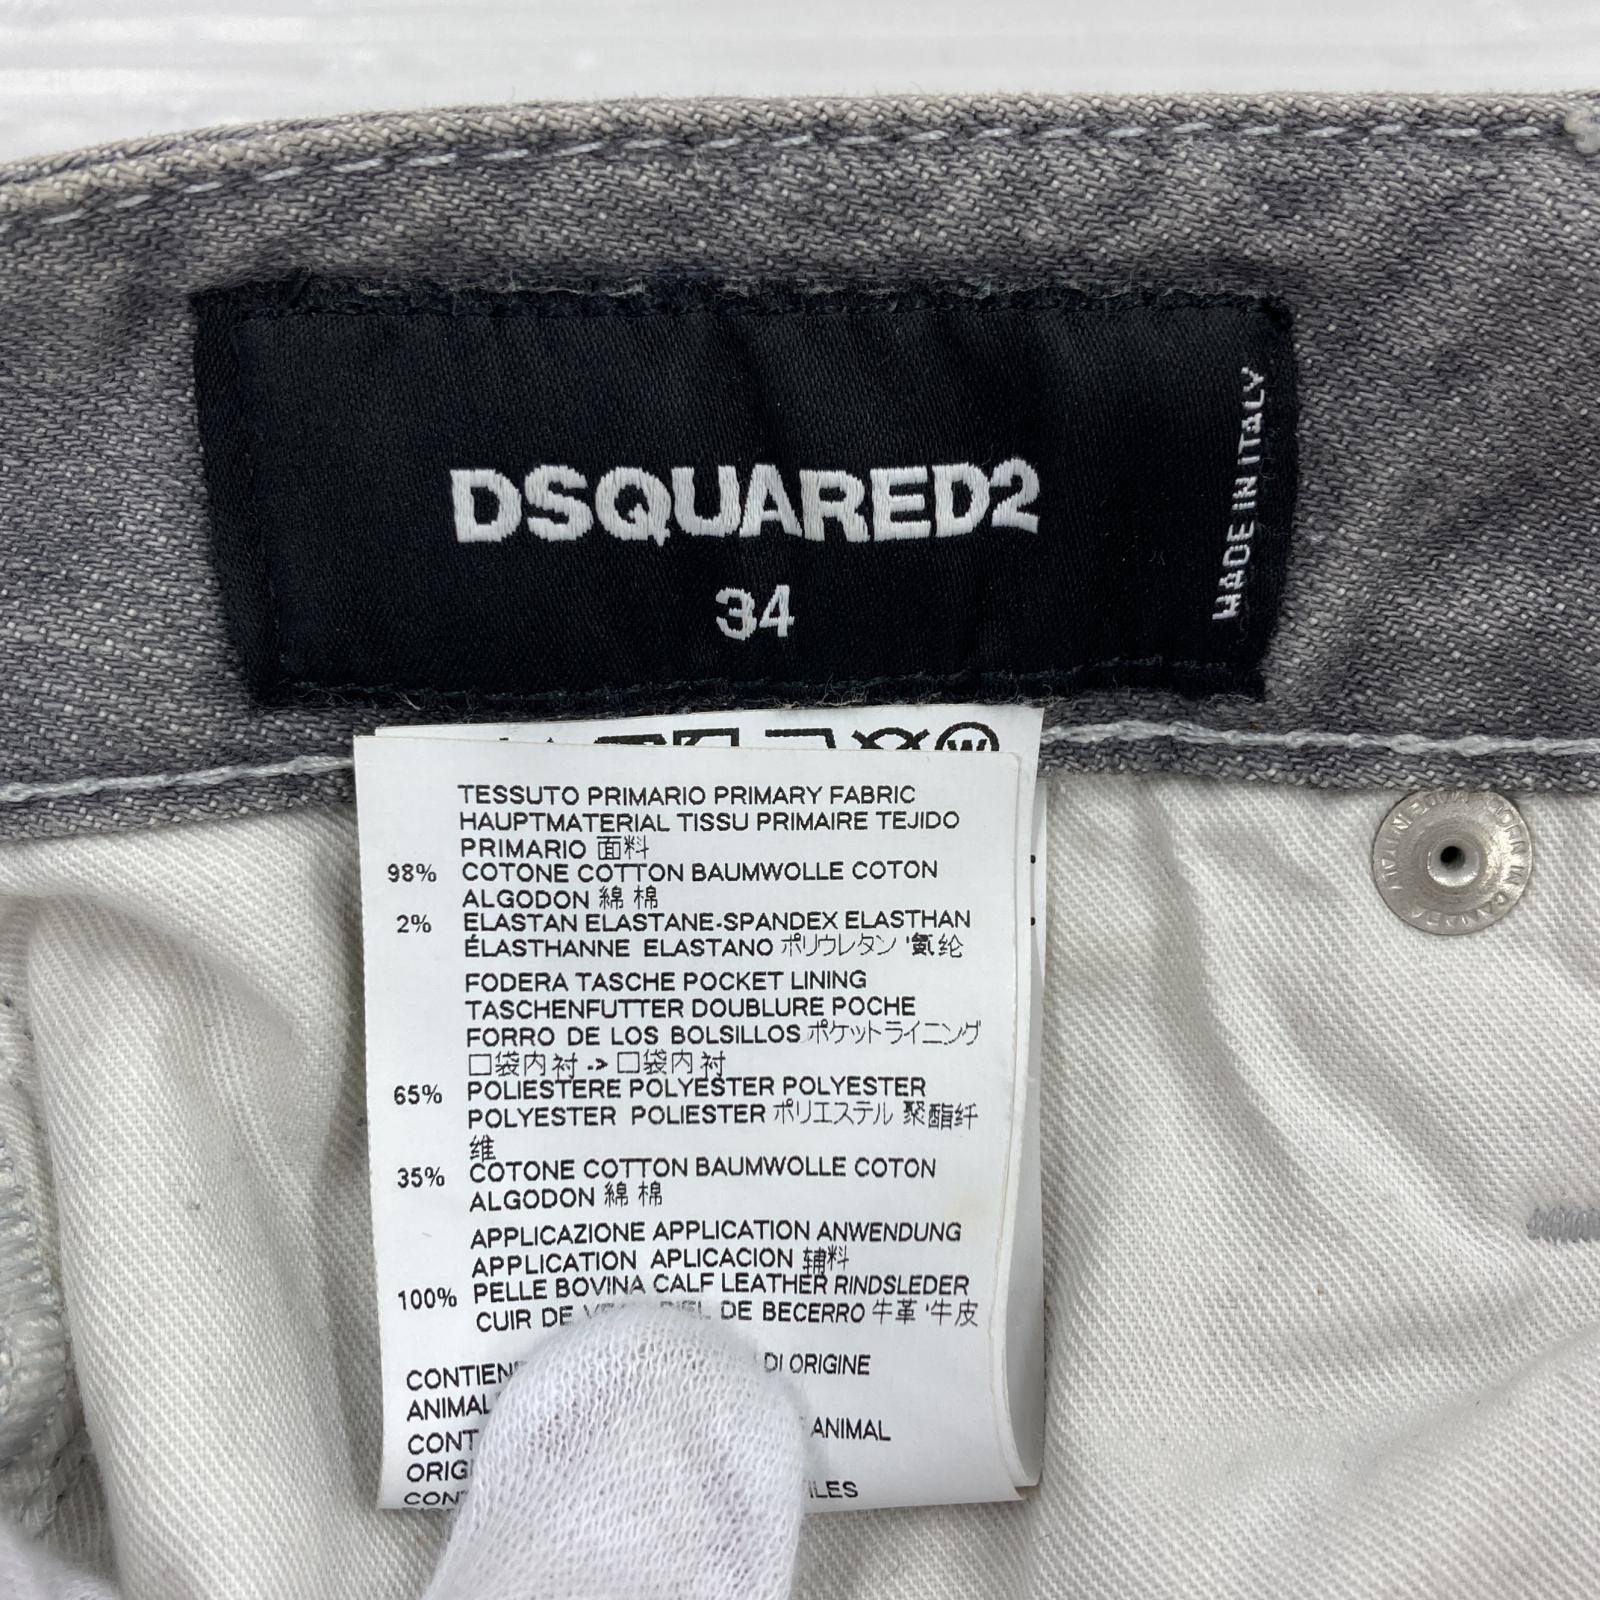 DSQUARED2
34
MADE IN ITALY
W
TESSUTO PRIMARIO PRIMARY FABRIC
HAUPTMATERIAL TISSU PRIMAIRE TEJIDO
PRIMARIO 面料
98% COTONE COTTON BAUMWOLLE COTON
ALGODON 綿 棉
2% ELASTAN ELASTANE-SPANDEX ELASTHAN
ÉLASTHANNE ELASTANO ポリウレタン '氨纶
FODERA TASCHE POCKET LINING
TASCHENFUTTER DOUBLURE POCHE
FORRO DE LOS BOLSILLOS ポケットライニング
口袋内衬 -> 口袋内衬
65% POLIESTERE POLYESTER POLYESTER
POLYESTER POLIESTER ポリエステル 聚酯纤
维
35% COTONE COTTON BAUMWOLLE COTON
ALGODON 綿 棉
APPLICAZIONE APPLICATION ANWENDUNG
APPLICATION APLICACION 辅料
100% PELLE BOVINA CALF LEATHER RINDSLEDER
CUIR DE PIEL DE BECERRO 牛革 '牛皮
DI ORIGINE
ANIMAL